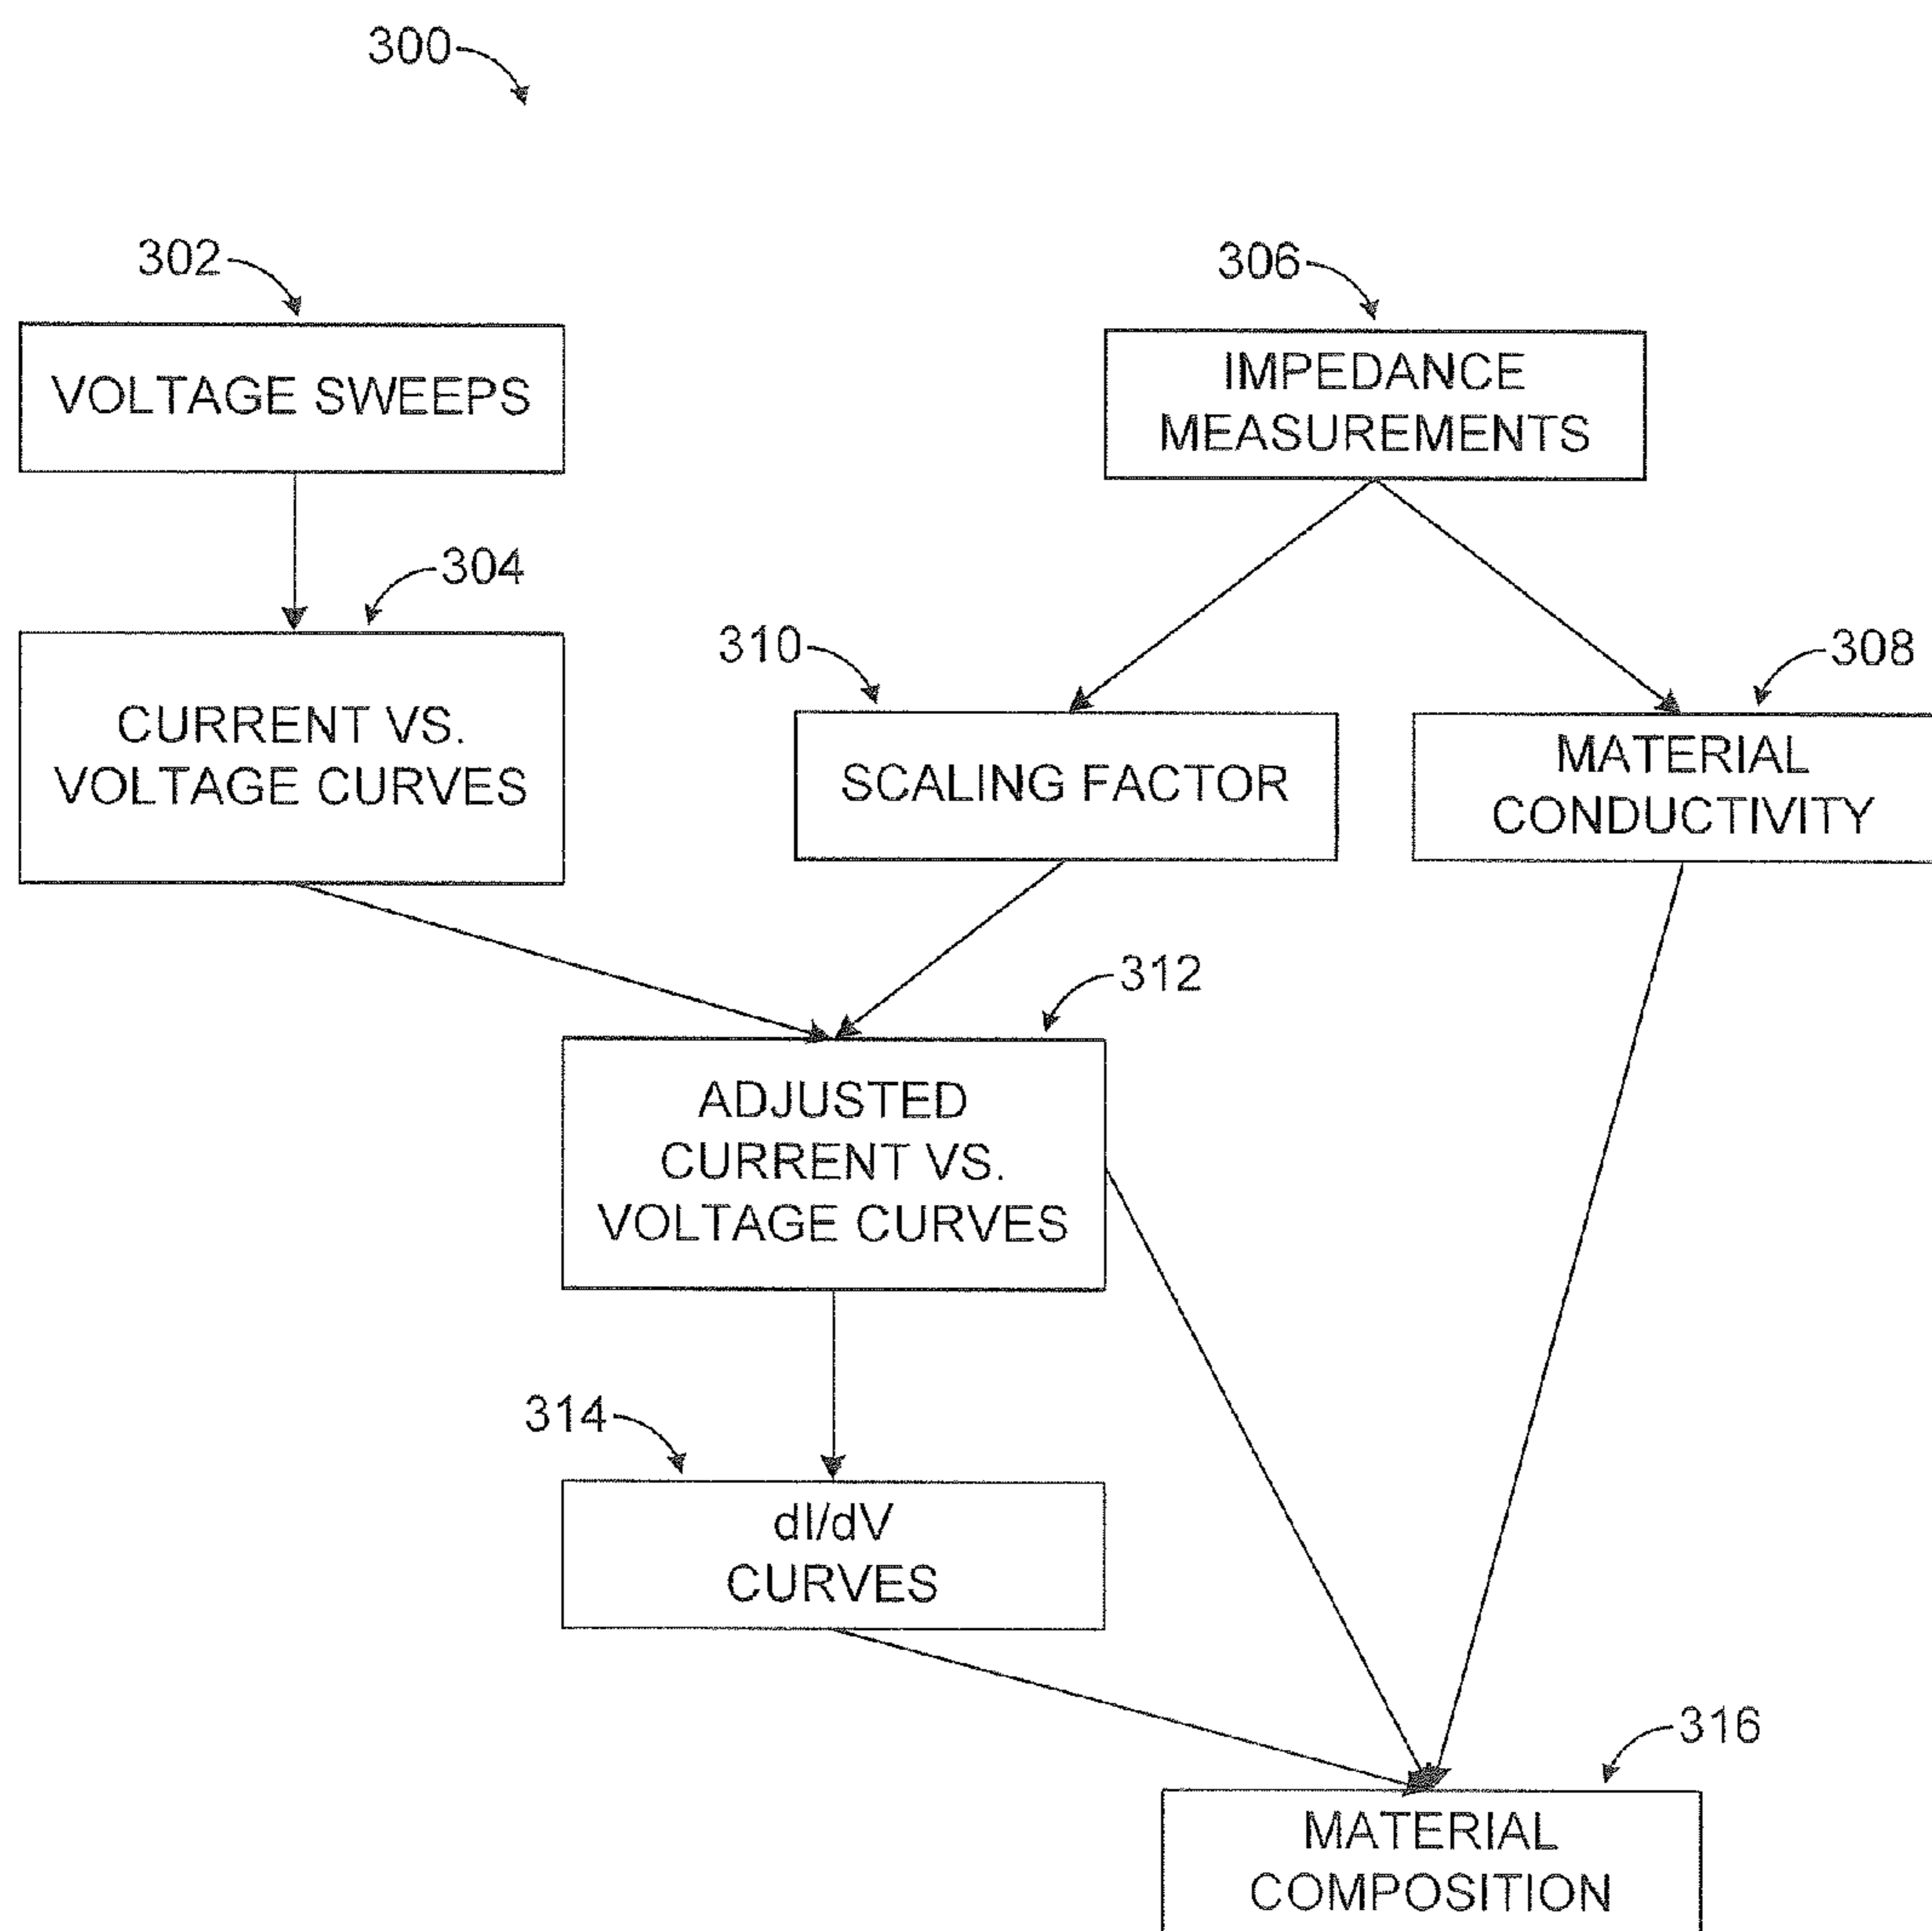 300
302
VOLTAGE SWEEPS
306
IMPEDANCE
MEASUREMENTS
304
CURRENT VS.
VOLTAGE CURVES
310
SCALING FACTOR
308
MATERIAL
CONDUCTIVITY
312
ADJUSTED
CURRENT VS.
VOLTAGE CURVES
314
dI/dV
CURVES
316
MATERIAL
COMPOSITION